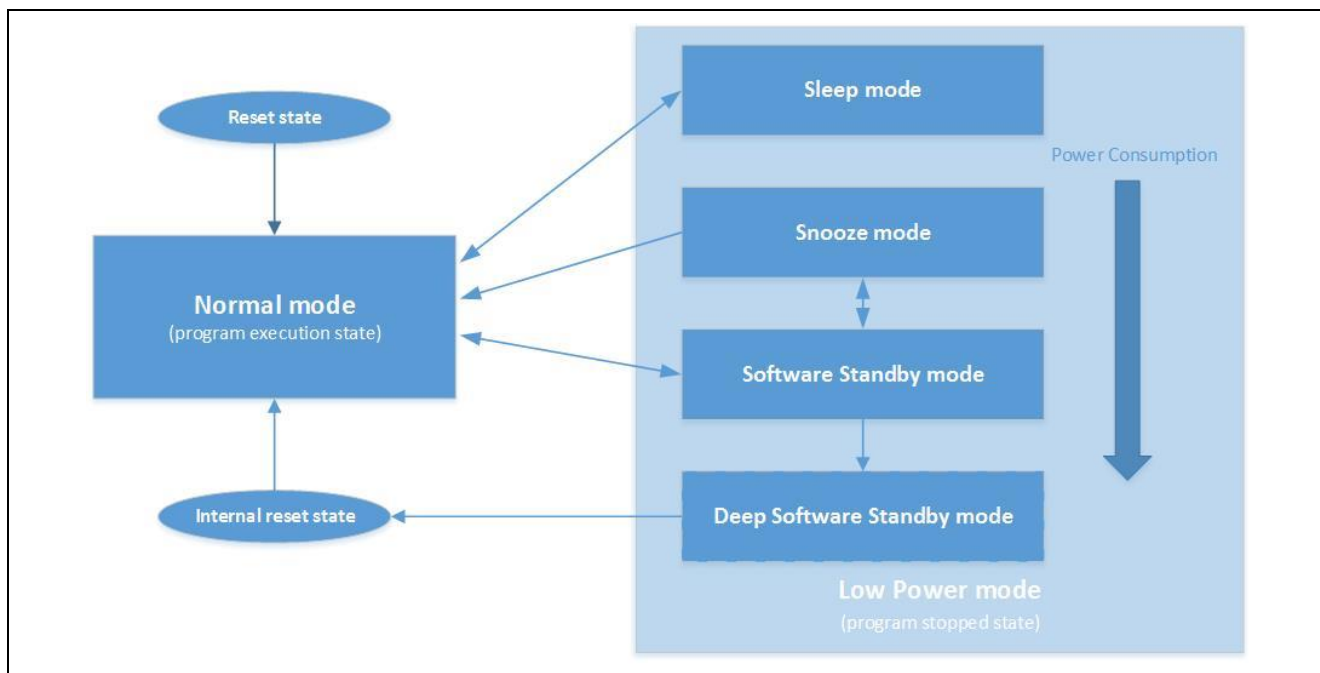 Reset state
Normal mode
(program execution state)
Internal reset state
Sleep mode
Power Consumption
Snooze mode
Software Standby mode
Deep Software Standby mode
Low Power mode
(program stopped state)